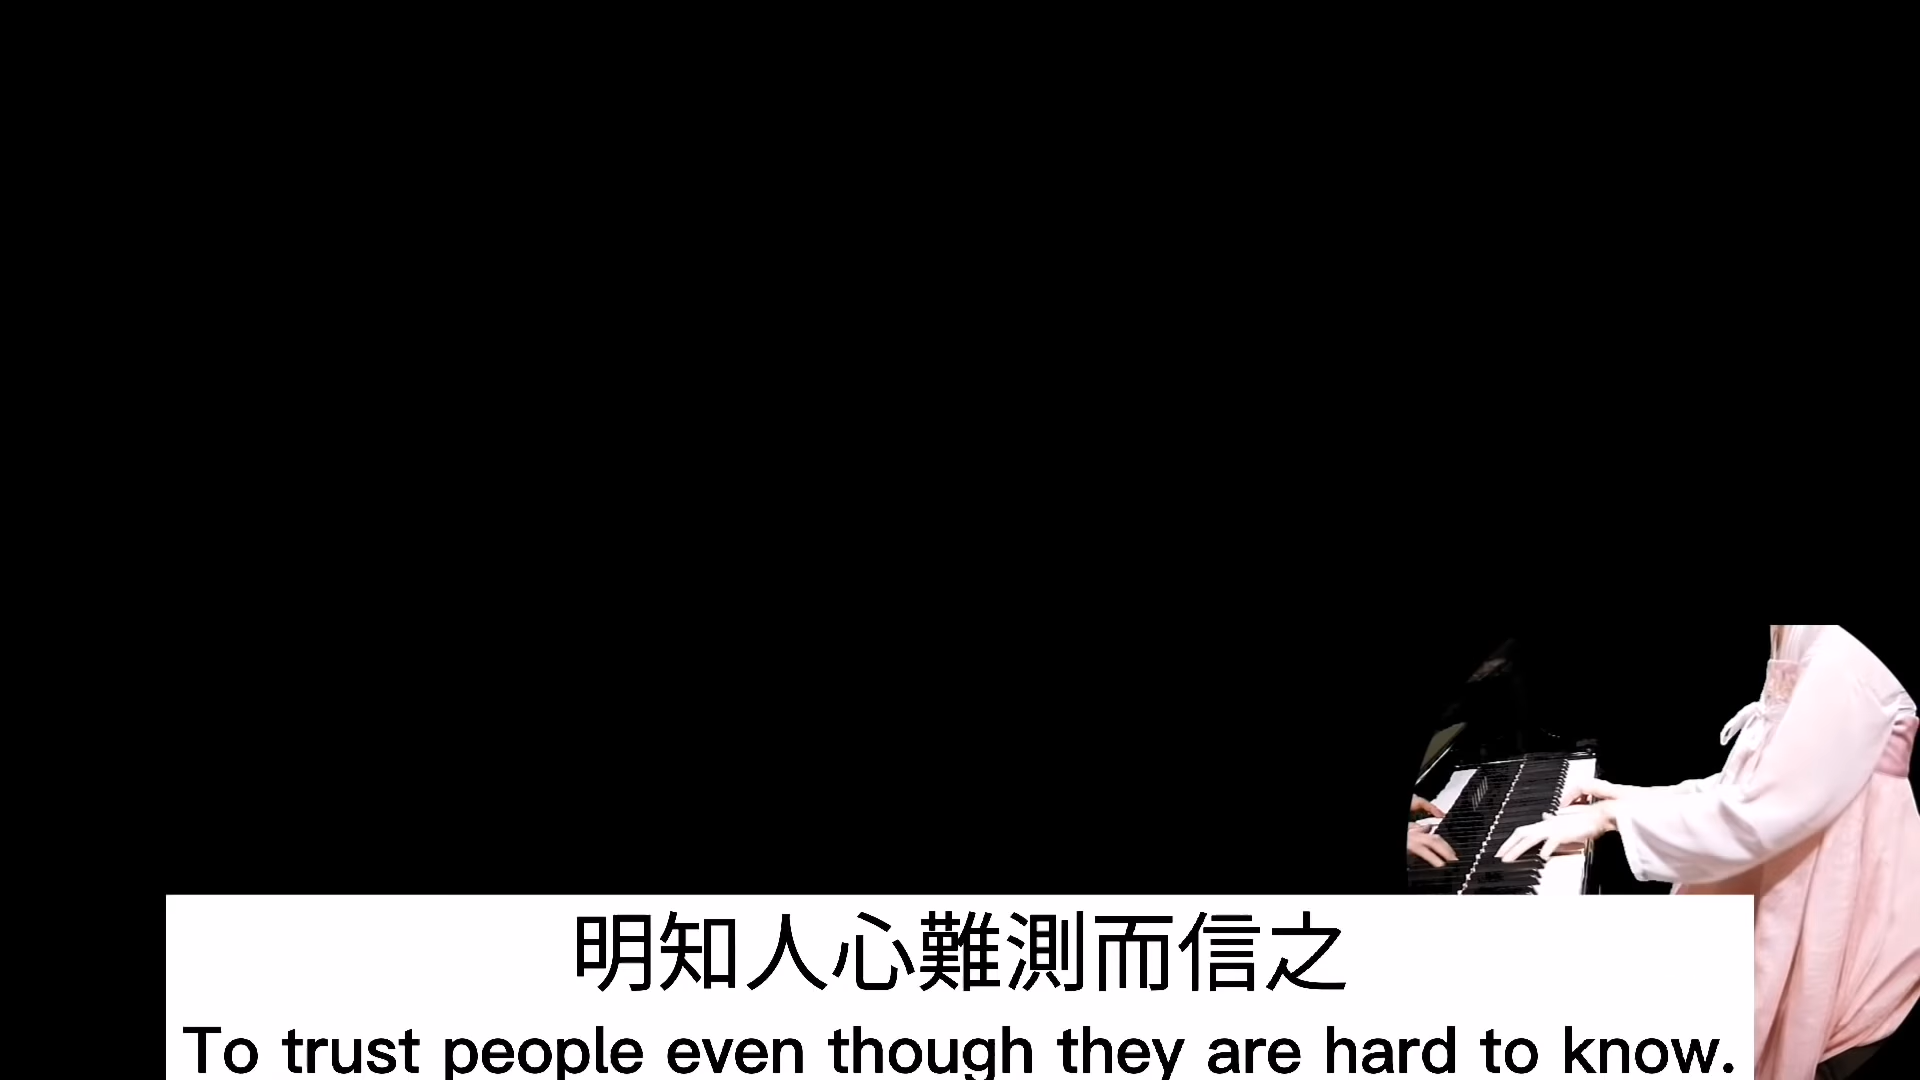 明知人心難測而信之
To trust people even though they are hard to know.